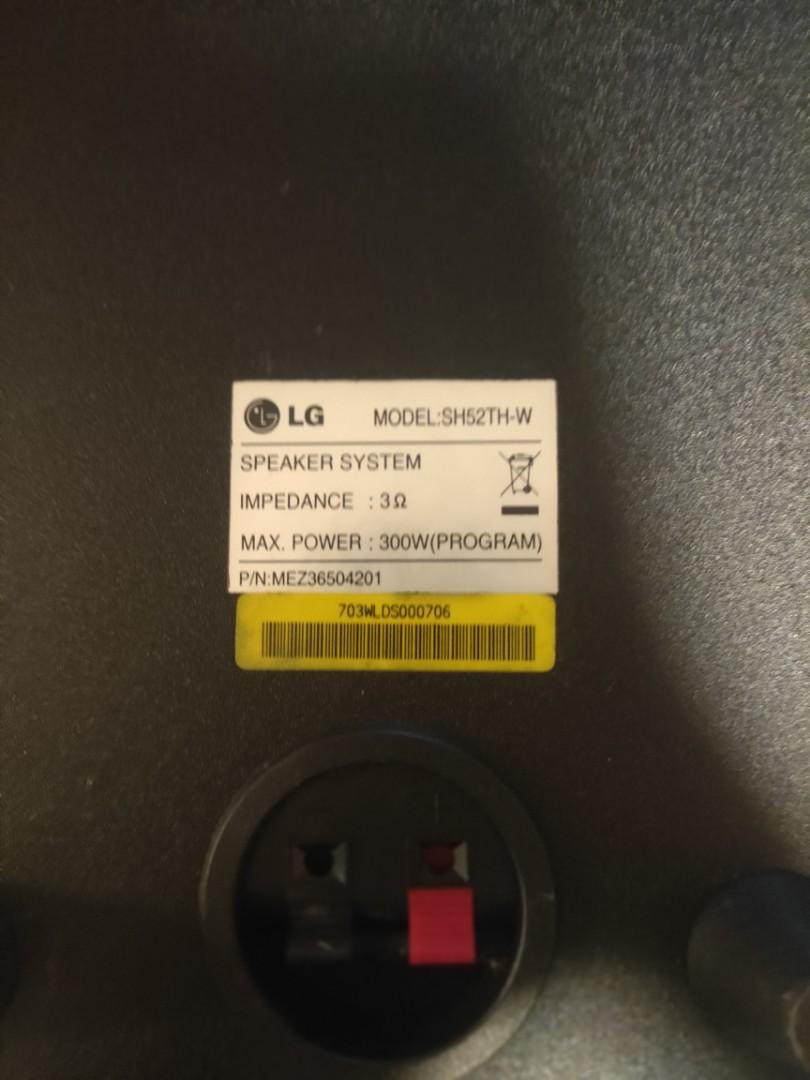 LG MODEL:SH52TH-W
SPEAKER SYSTEM
IMPEDANCE : 3Ω
MAX. POWER : 300W(PROGRAM)
P/N:MEZ36504201
703WLDS000706